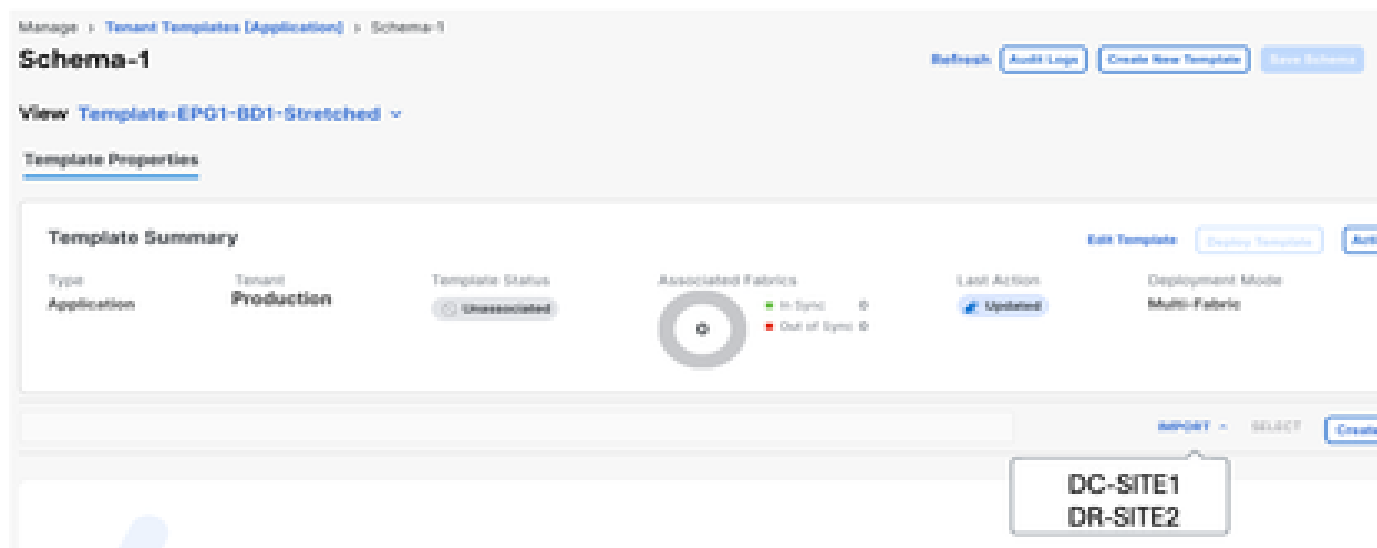 Manage > Tenant Templates [Application] > Schema-1
Schema-1
Refresh Audit Logs Create New Template Save Schema
View Template-EPG1-BD1-Stretched
Template Properties
Template Summary
Edit Template Deploy Template Acti
Type Tenant Template Status Associated Fabrics Last Action Deployment Mode
Application Production Unassociated 0 In Sync 0 Updated Multi-Fabric
Out of Sync 0
IMPORT SELECT Create
DC-SITE1
DR-SITE2